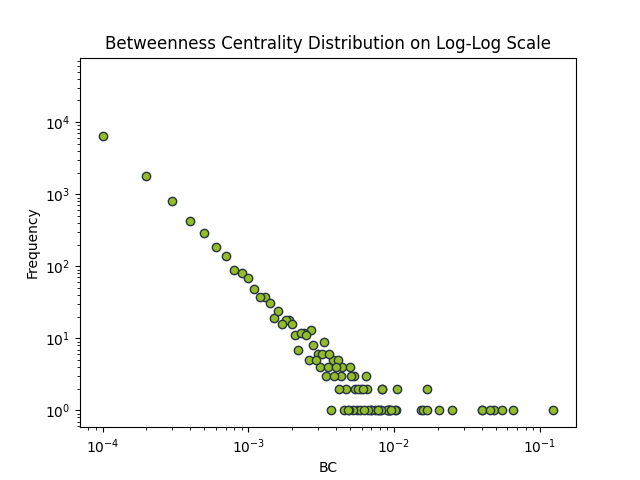 Betweenness Centrality Distribution on Log-Log Scale
Frequency
10⁴
10³
10²
10¹
10⁰
10⁻⁴ 10⁻³ 10⁻² 10⁻¹
BC